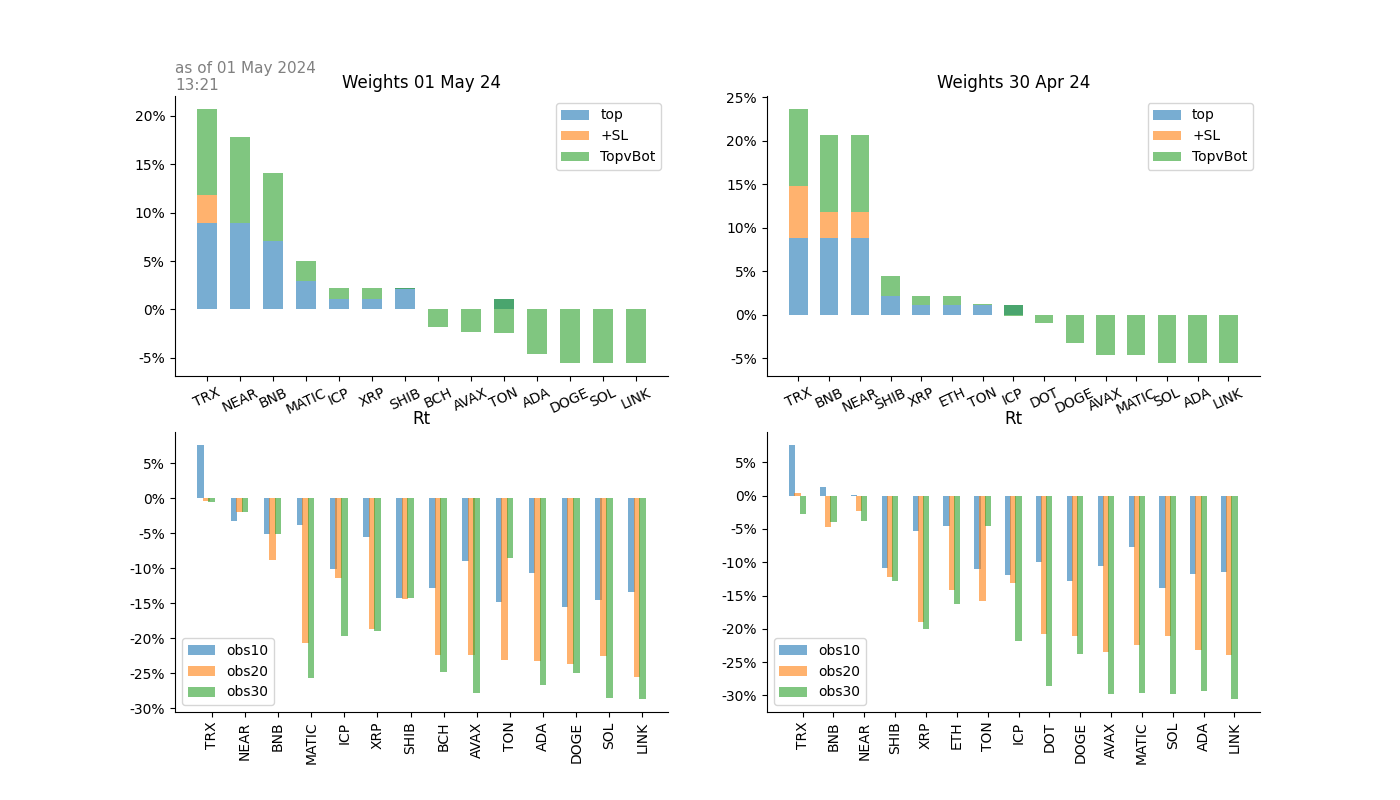 as of 01 May 2024
13:21
Weights 01 May 24
20%
15%
10%
5%
0%
-5%
top
+SL
TopvBot
TRX NEAR BNB MATIC ICP XRP SHIB BCH AVAX TON ADA DOGE SOL LINK
Weights 30 Apr 24
25%
20%
15%
10%
5%
0%
-5%
top
+SL
TopvBot
TRX BNB NEAR SHIB XRP ETH TON ICP DOT DOGE AVAX MATIC SOL ADA LINK
Rt
5%
0%
-5%
-10%
-15%
-20%
-25%
-30%
obs10
obs20
obs30
TRX NEAR BNB MATIC ICP XRP SHIB BCH AVAX TON ADA DOGE SOL LINK
Rt
5%
0%
-5%
-10%
-15%
-20%
-25%
-30%
obs10
obs20
obs30
TRX BNB NEAR SHIB XRP ETH TON ICP DOT DOGE AVAX MATIC SOL ADA LINK